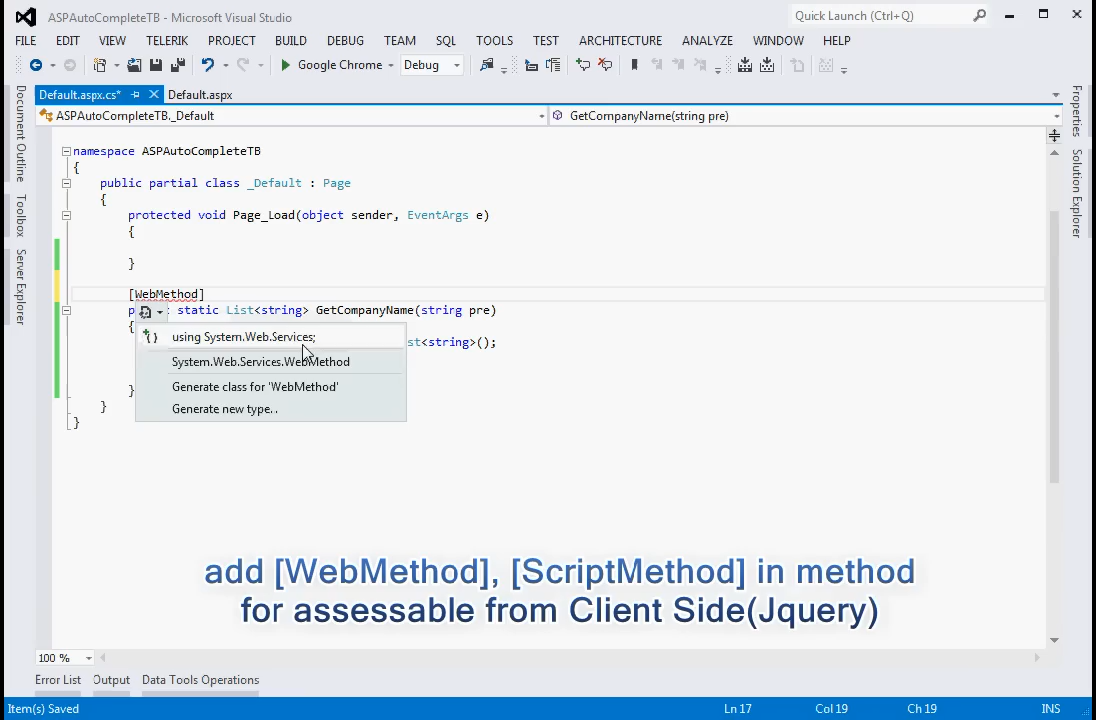 ASPAutoCompleteTB - Microsoft Visual Studio
Quick Launch (Ctrl+Q)
FILE EDIT VIEW TELERIK PROJECT BUILD DEBUG TEAM SQL TOOLS TEST ARCHITECTURE ANALYZE WINDOW HELP
Google Chrome Debug
Default.aspx.cs* Default.aspx
ASPAutoCompleteTB._Default GetCompanyName(string pre)
Document Outline
Toolbox
Server Explorer
Properties
Solution Explorer
namespace ASPAutoCompleteTB
{
public partial class _Default : Page
{
protected void Page_Load(object sender, EventArgs e)
{
}
[WebMethod]
p static List<string> GetCompanyName(string pre)
{
st<string>();
using System.Web.Services;
System.Web.Services.WebMethod
Generate class for 'WebMethod'
Generate new type..
}
}
}
add [WebMethod], [ScriptMethod] in method
for assessable from Client Side(Jquery)
100 %
Error List Output Data Tools Operations
Item(s) Saved Ln 17 Col 19 Ch 19 INS